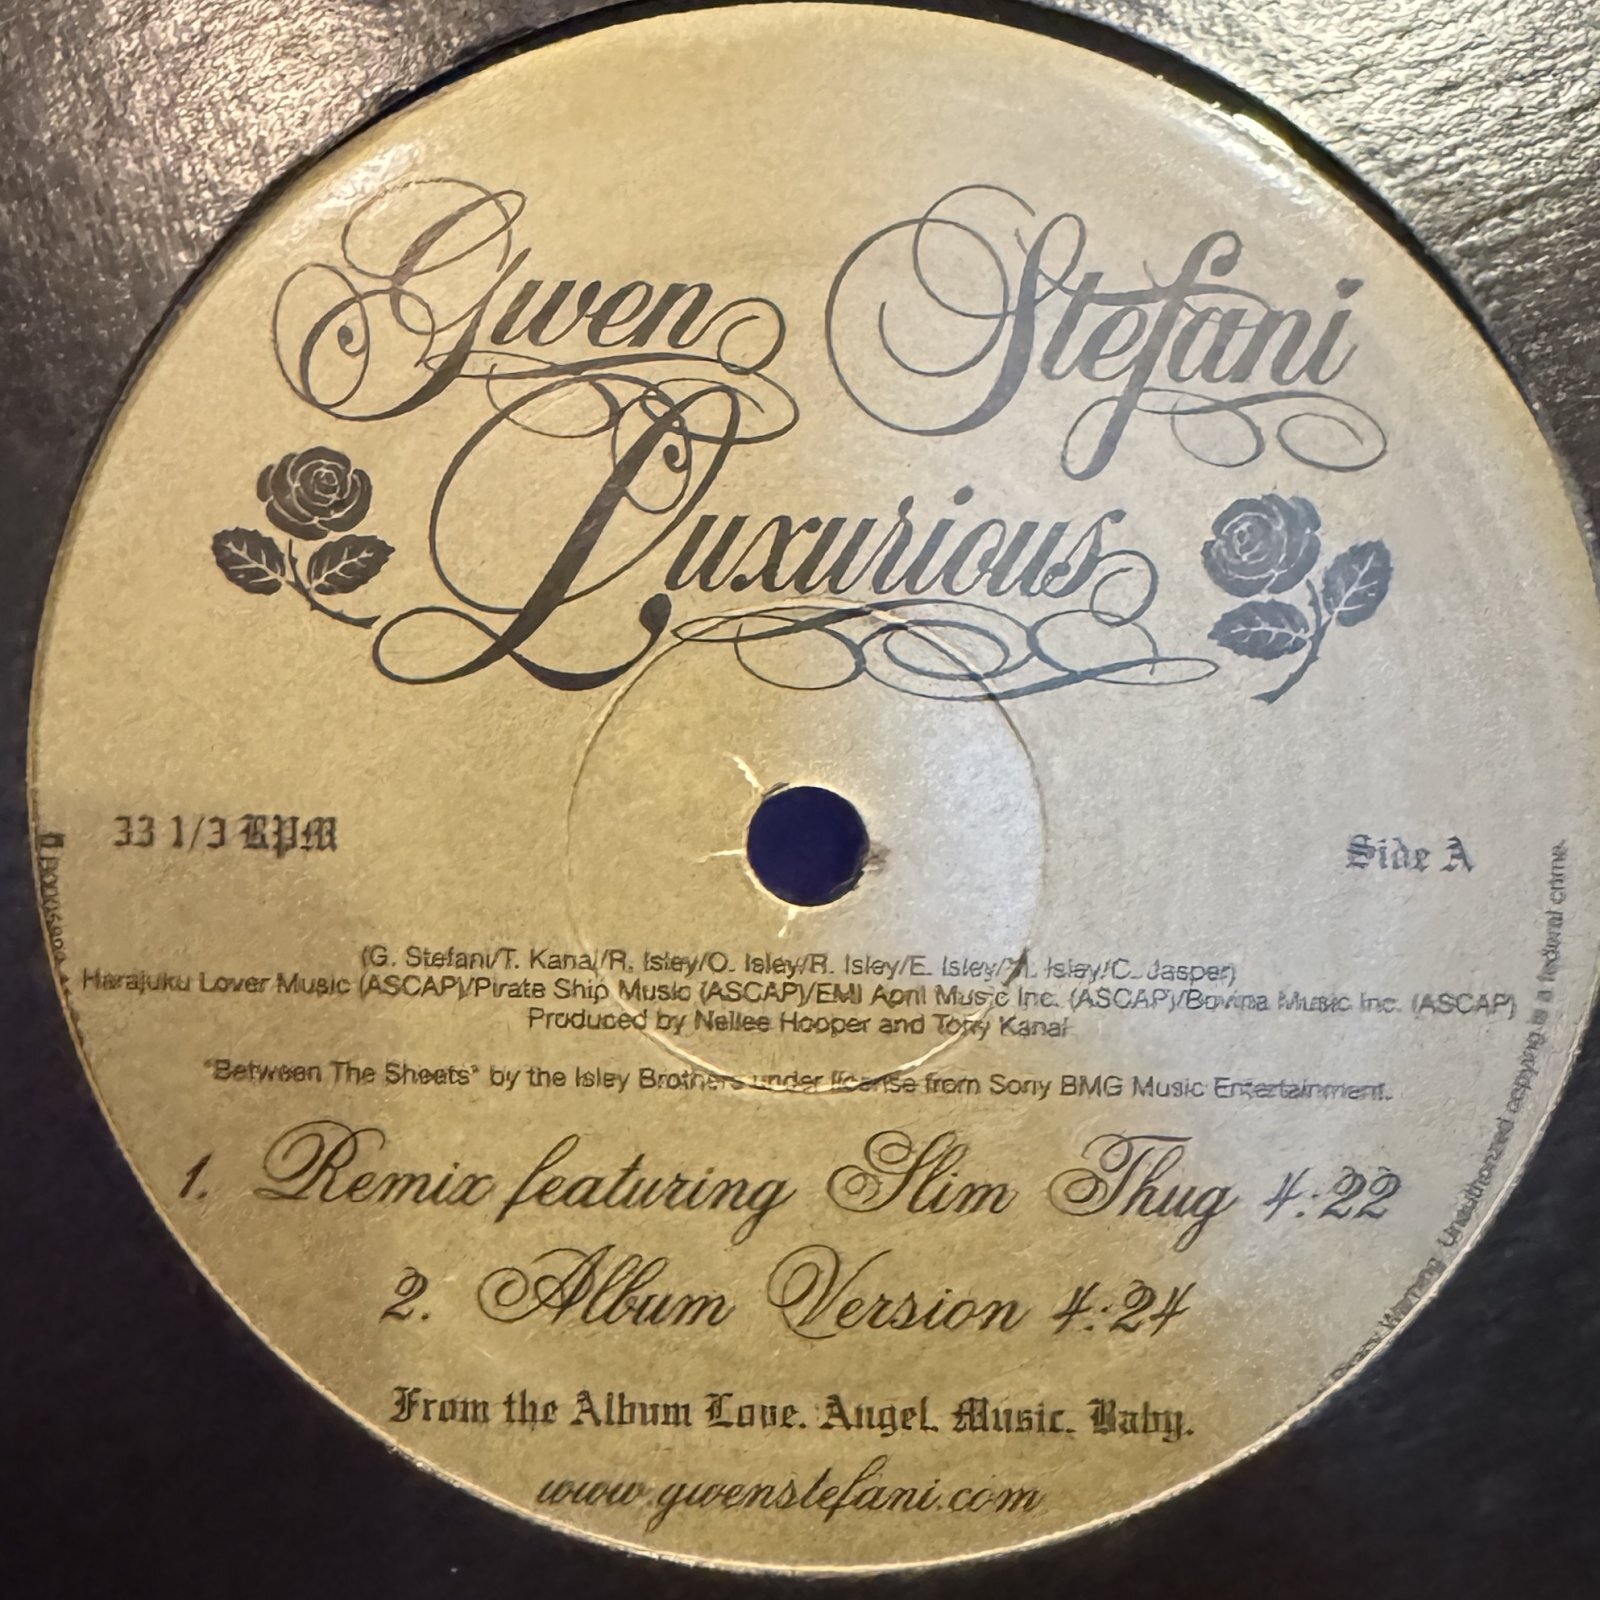 Gwen Stefani
Luxurious
33 1/3 RPM
Side A
(G. Stefani/T. Kanal/R. Isley/O. Isley/R. Isley/E. Isley/ Isley/C. Jasper)
Harajuku Lover Music (ASCAP)/Pirate Ship Music (ASCAP)/EMI April Music Inc. (ASCAP)/Bovina Music Inc. (ASCAP)
Produced by Nellee Hooper and Tony Kanal
"Between The Sheets" by the Isley Brothers under license from Sony BMG Music Entertainment.
1. Remix featuring Slim Thug 4:22
2. Album Version 4:24
From the Album Love. Angel. Music. Baby.
www.gwenstefani.com
Warning: Unauthorized copying is a federal crime.